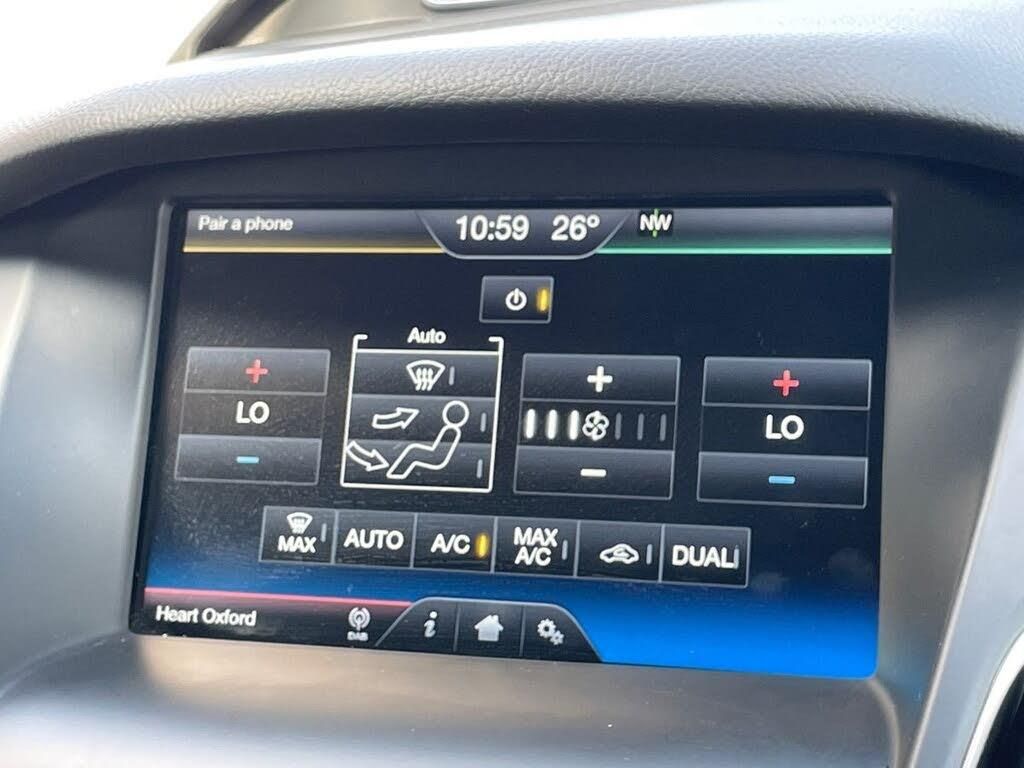 Pair a phone
10:59 26° NW
Auto
+ + +
LO
LO
- - -
MAX
AUTO
A/C
MAX
A/C
DUAL
Heart Oxford
DAB
i